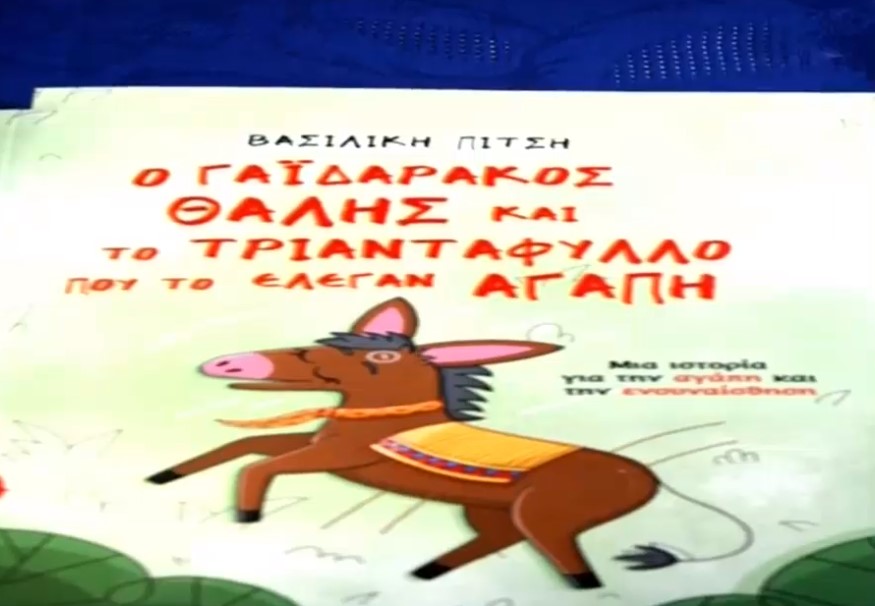 ΒΑΣΙΛΙΚΗ ΠΙΤΣΗ
Ο ΓΑΪΔΑΡΑΚΟΣ
ΘΑΛΗΣ ΚΑΙ
ΤΟ ΤΡΙΑΝΤΑΦΥΛΛΟ
ΠΟΥ ΤΟ ΕΛΕΓΑΝ ΑΓΑΠΗ
Μια ιστορία
για την αγάπη και
την ενσυναίσθηση